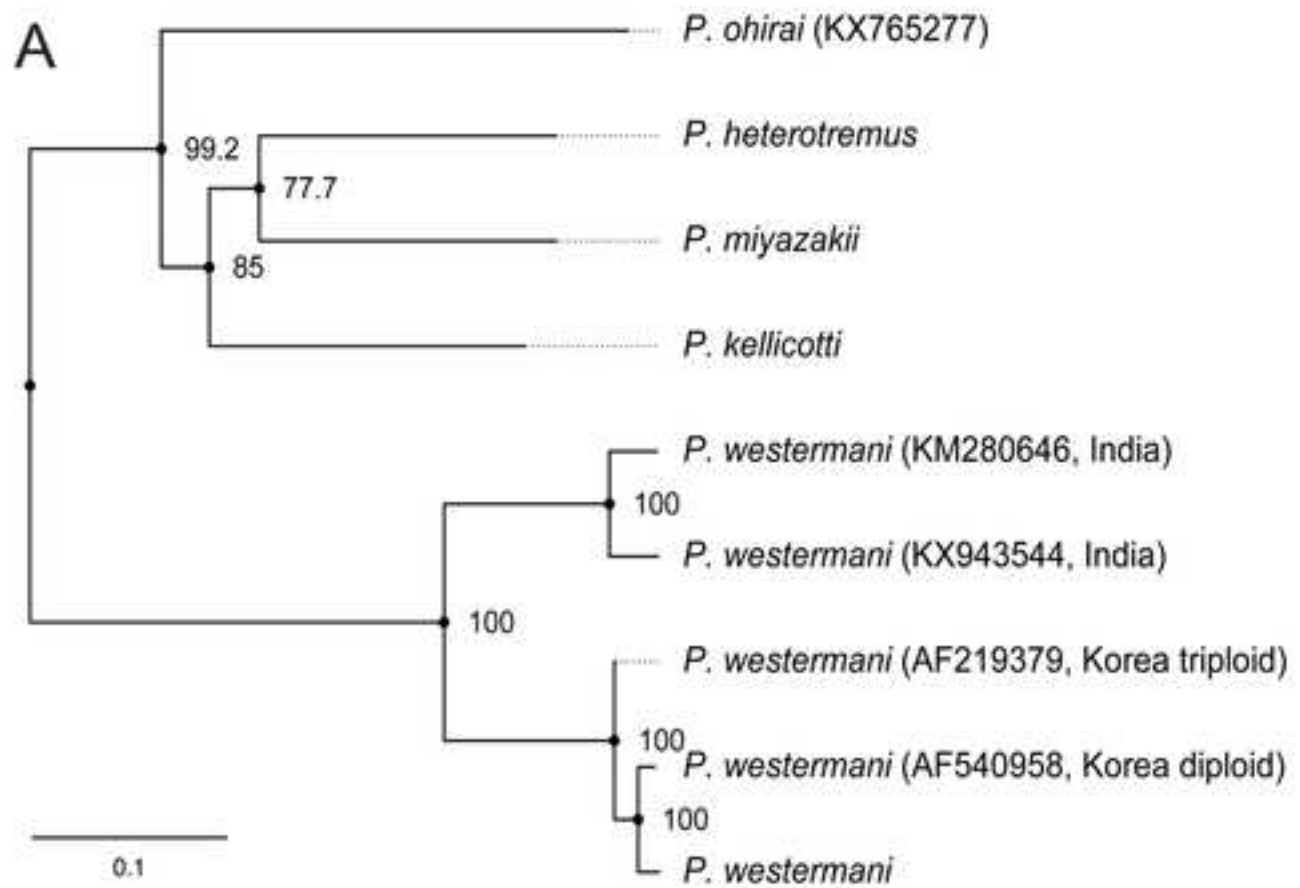 A
P. ohirai (KX765277)
P. heterotremus
99.2
77.7
P. miyazakii
85
P. kellicotti
P. westermani (KM280646, India)
100
P. westermani (KX943544, India)
100
P. westermani (AF219379, Korea triploid)
100
P. westermani (AF540958, Korea diploid)
100
P. westermani
0.1